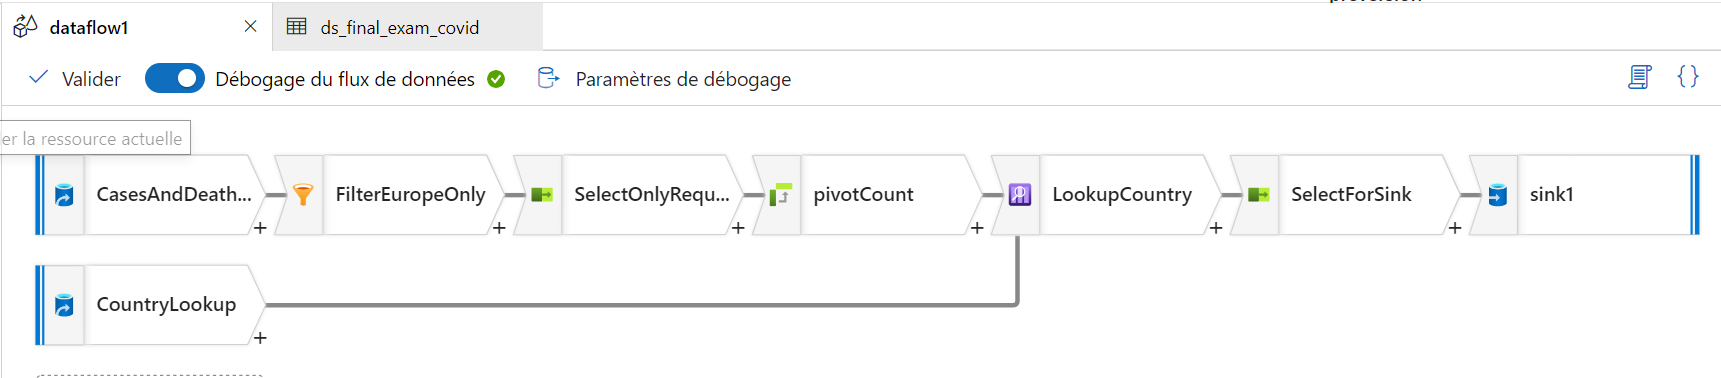 dataflow1
ds_final_exam_covid
Valider
Débogage du flux de données
Paramètres de débogage
{}
er la ressource actuelle
CasesAndDeath...
FilterEuropeOnly
SelectOnlyRequ...
pivotCount
LookupCountry
SelectForSink
sink1
+
+
+
+
+
+
CountryLookup
+